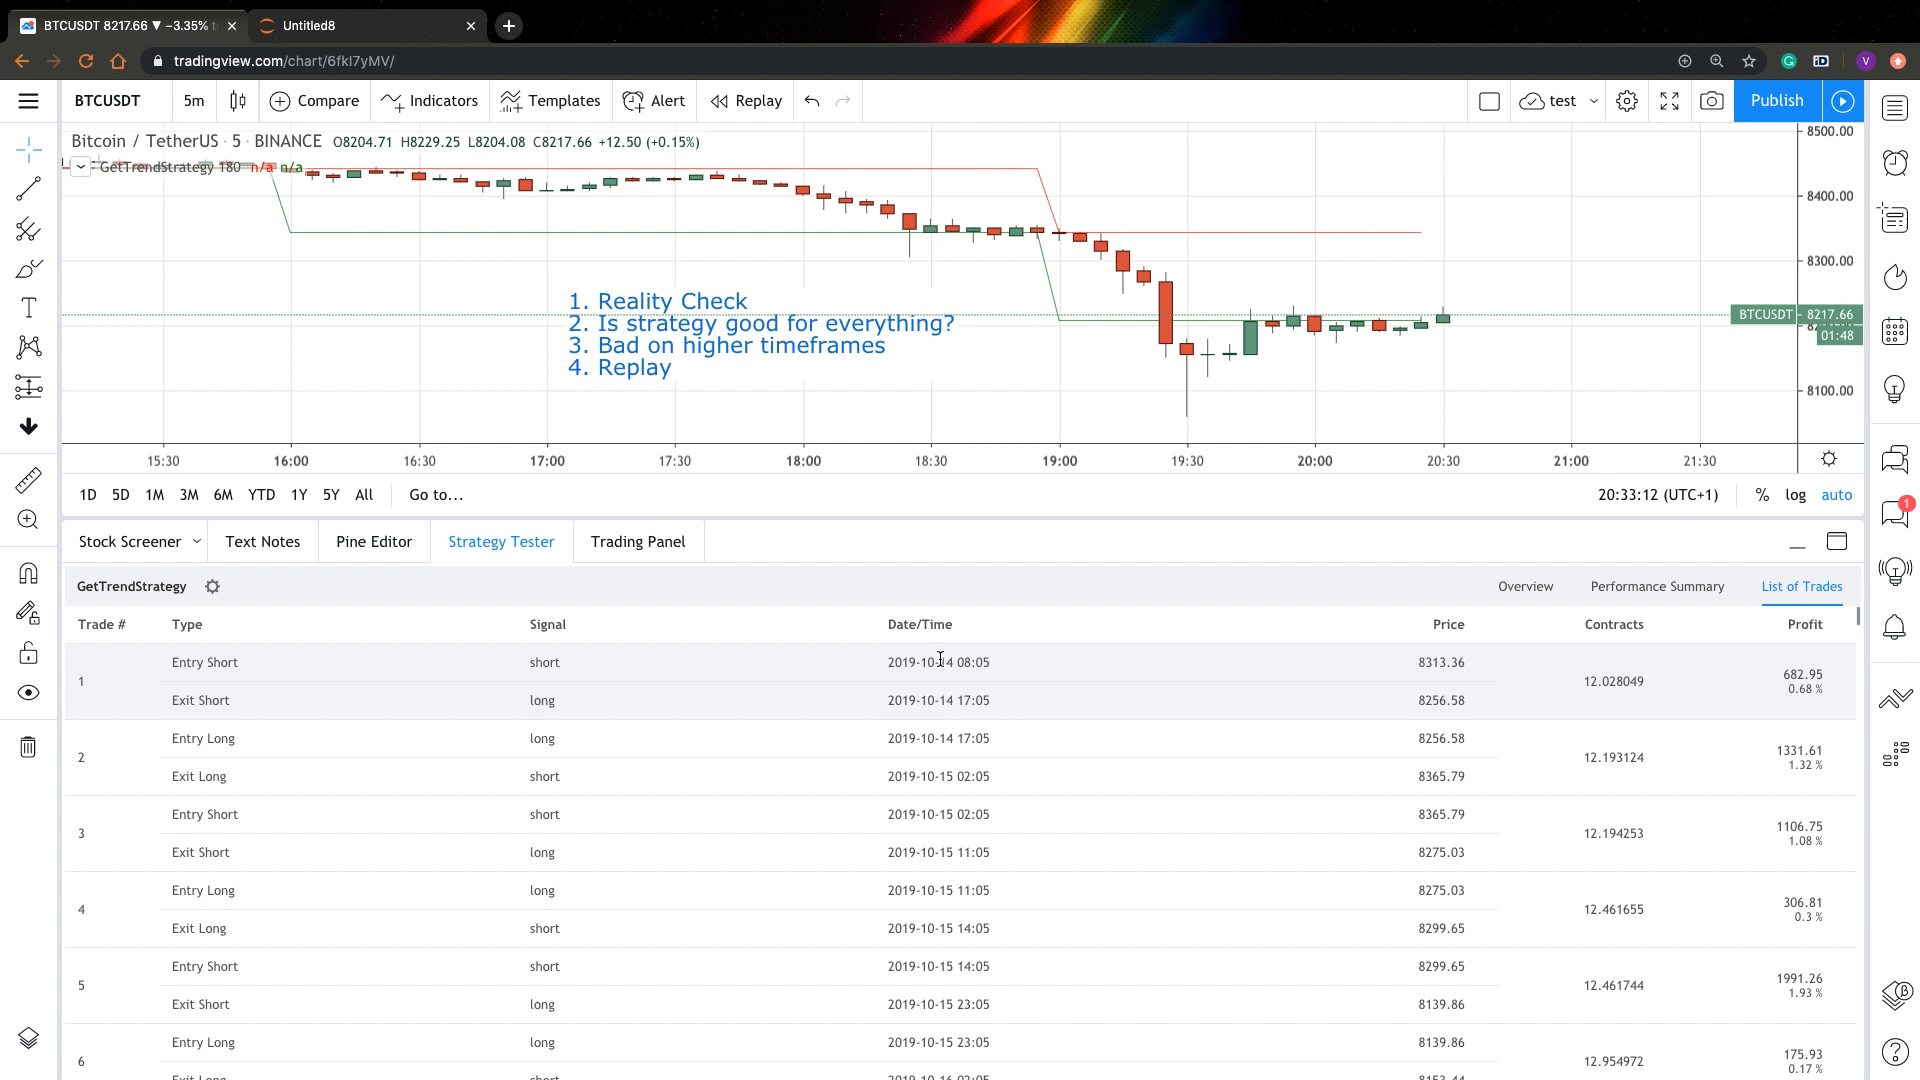 BTCUSDT 8217.66 ▼ −3.35%
Untitled8
tradingview.com/chart/6fkI7yMV/
BTCUSDT 5m Compare Indicators Templates Alert Replay test Publish
Bitcoin / TetherUS · 5 · BINANCE O8204.71 H8229.25 L8204.08 C8217.66 +12.50 (+0.15%)
GetTrendStrategy 180 n/a n/a
8500.00
8400.00
8300.00
BTCUSDT 8217.66
01:48
8100.00
1. Reality Check
2. Is strategy good for everything?
3. Bad on higher timeframes
4. Replay
15:30 16:00 16:30 17:00 17:30 18:00 18:30 19:00 19:30 20:00 20:30 21:00 21:30
1D 5D 1M 3M 6M YTD 1Y 5Y All Go to... 20:33:12 (UTC+1) % log auto
1
Stock Screener Text Notes Pine Editor Strategy Tester Trading Panel
GetTrendStrategy Overview Performance Summary List of Trades
Trade # Type Signal Date/Time Price Contracts Profit
1 Entry Short short 2019-10-14 08:05 8313.36 12.028049 682.95
0.68 %
Exit Short long 2019-10-14 17:05 8256.58
2 Entry Long long 2019-10-14 17:05 8256.58 12.193124 1331.61
1.32 %
Exit Long short 2019-10-15 02:05 8365.79
3 Entry Short short 2019-10-15 02:05 8365.79 12.194253 1106.75
1.08 %
Exit Short long 2019-10-15 11:05 8275.03
4 Entry Long long 2019-10-15 11:05 8275.03 12.461655 306.81
0.3 %
Exit Long short 2019-10-15 14:05 8299.65
5 Entry Short short 2019-10-15 14:05 8299.65 12.461744 1991.26
1.93 %
Exit Short long 2019-10-15 23:05 8139.86
6 Entry Long long 2019-10-15 23:05 8139.86 12.954972 175.93
0.17 %
Exit Long short